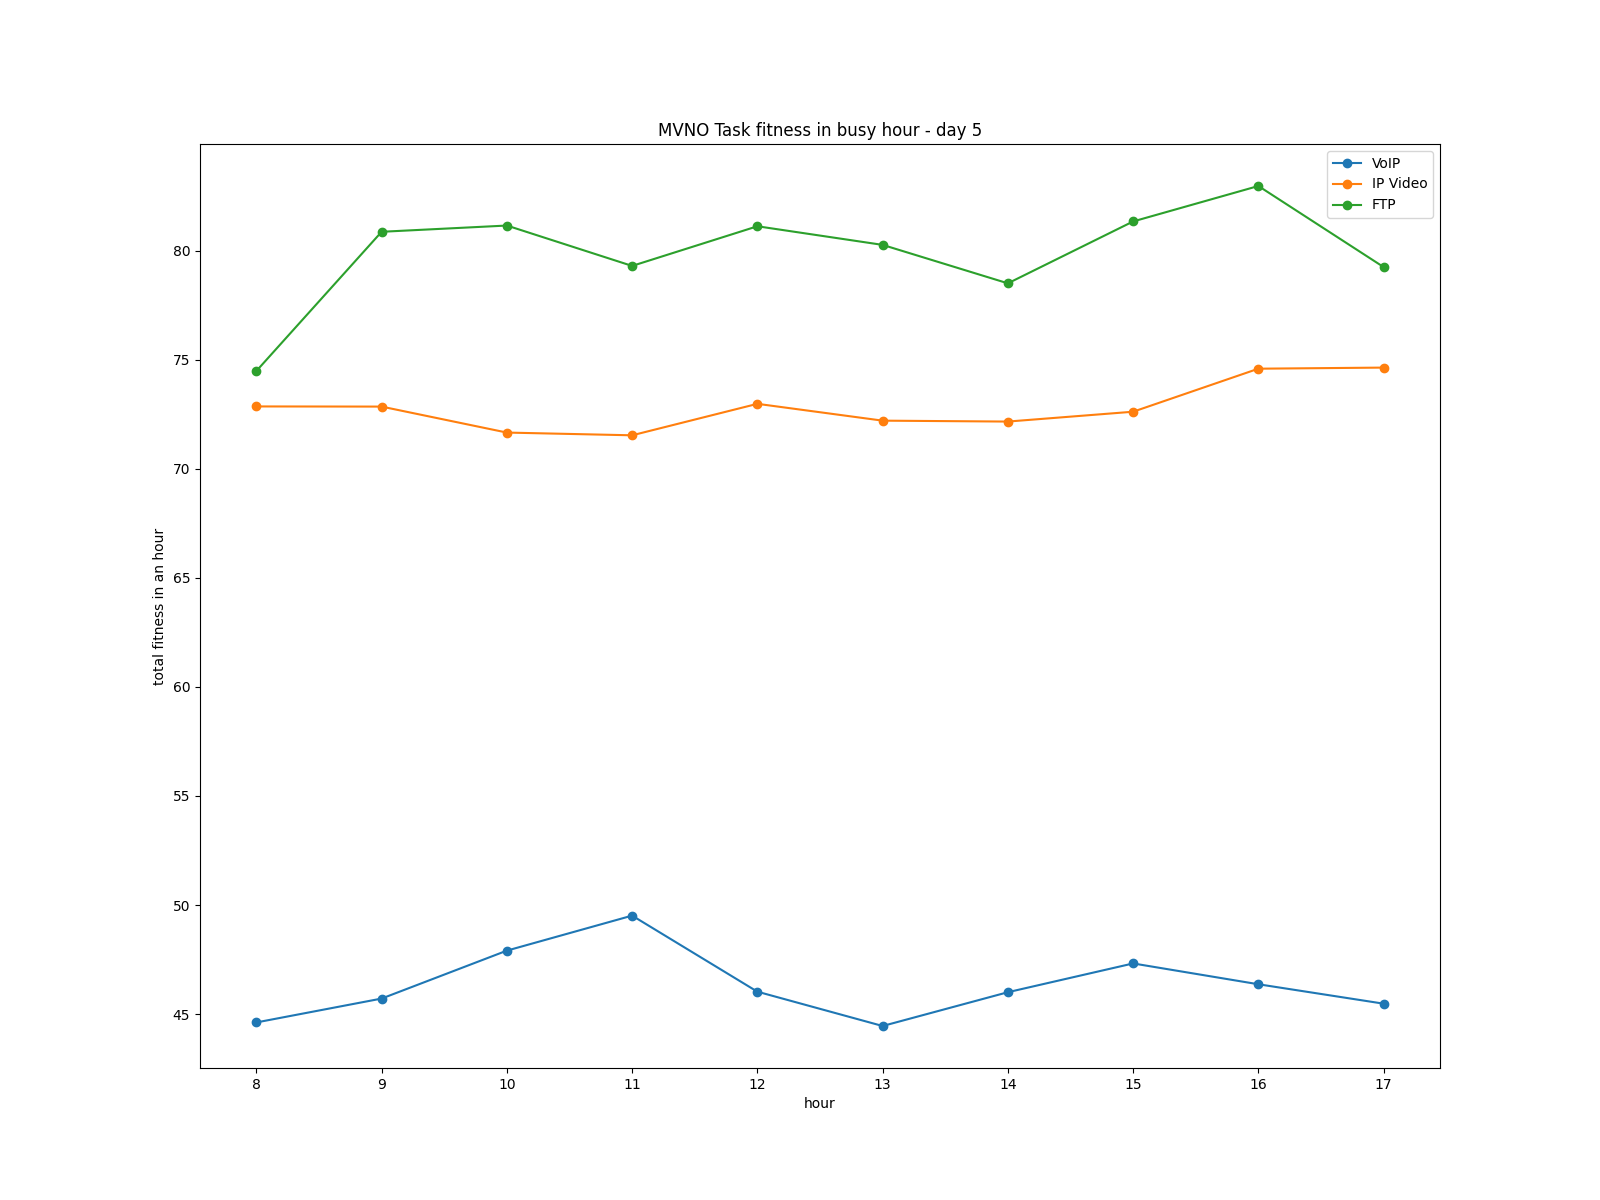 MVNO Task fitness in busy hour - day 5
VoIP
IP Video
FTP
total fitness in an hour
80
75
70
65
60
55
50
45
8 9 10 11 12 13 14 15 16 17
hour